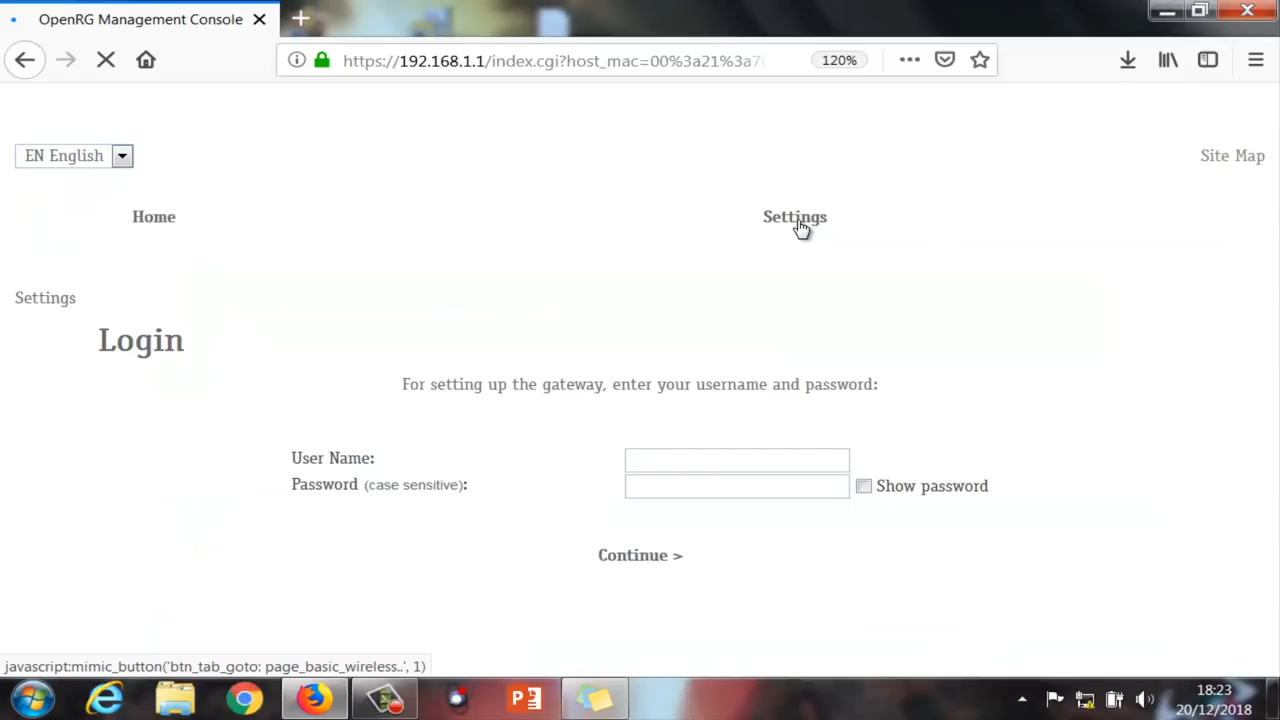 OpenRG Management Console
https://192.168.1.1/index.cgi?host_mac=00%3a21%3a7
120%
EN English
Site Map
Home
Settings
Settings
Login
For setting up the gateway, enter your username and password:
User Name:
Password (case sensitive):
Show password
Continue >
javascript:mimic_button('btn_tab_goto: page_basic_wireless..', 1)
18:23
20/12/2018